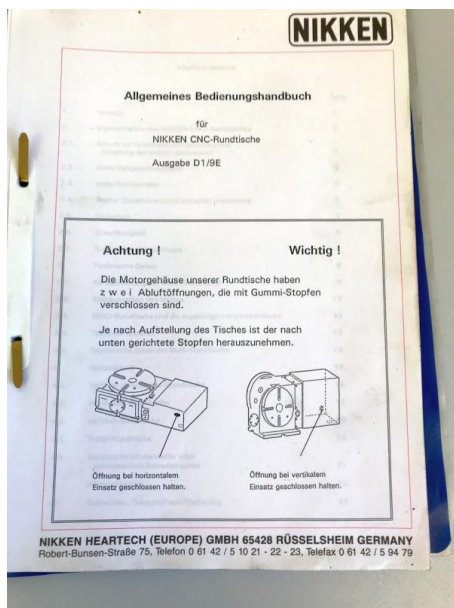 NIKKEN
Allgemeines Bedienungshandbuch
für
NIKKEN CNC-Rundtische
Ausgabe D1/9E
Achtung ! Wichtig !
Die Motorgehäuse unserer Rundtische haben
z w e i Abluftöffnungen, die mit Gummi-Stopfen
verschlossen sind.
Je nach Aufstellung des Tisches ist der nach
unten gerichtete Stopfen herauszunehmen.
Öffnung bei horizontalem
Einsatz geschlossen halten.
Öffnung bei vertikalem
Einsatz geschlossen halten.
NIKKEN HEARTECH (EUROPE) GMBH 65428 RÜSSELSHEIM GERMANY
Robert-Bunsen-Straße 75, Telefon 0 61 42 / 5 10 21 - 22 - 23, Telefax 0 61 42 / 5 94 79